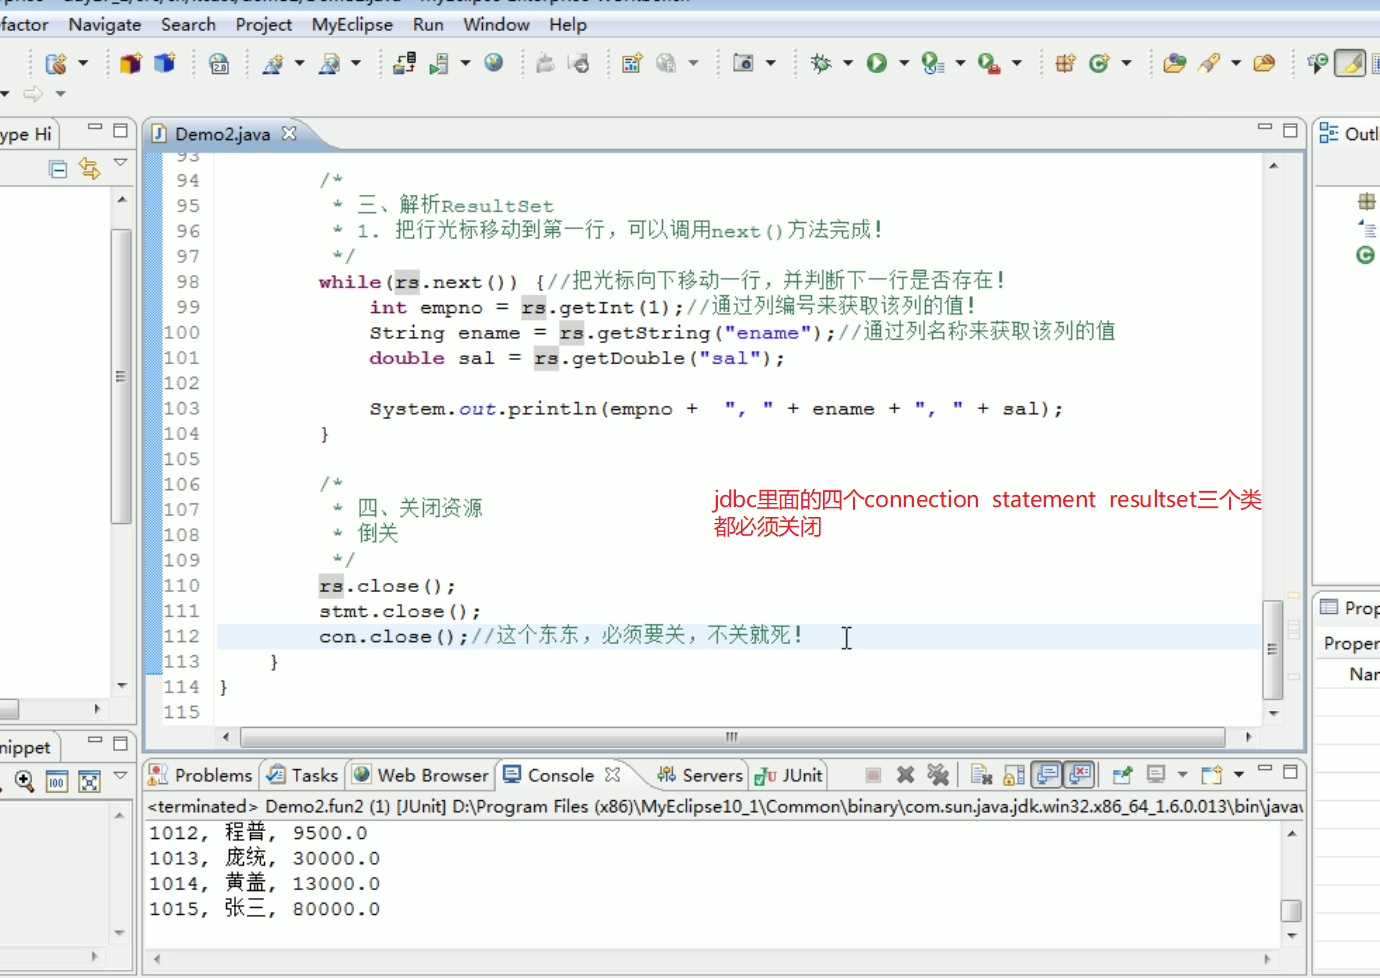 factor Navigate Search Project MyEclipse Run Window Help
ype Hi
Demo2.java
Outl
93
94 /*
95 * 三、解析ResultSet
96 * 1. 把行光标移动到第一行，可以调用next()方法完成！
97 */
98 while(rs.next()) {//把光标向下移动一行，并判断下一行是否存在！
99 int empno = rs.getInt(1);//通过列编号来获取该列的值！
100 String ename = rs.getString("ename");//通过列名称来获取该列的值
101 double sal = rs.getDouble("sal");
102
103 System.out.println(empno + ", " + ename + ", " + sal);
104 }
105
106 /*
107 * 四、关闭资源
108 * 倒关
109 */
110 rs.close();
111 stmt.close();
112 con.close();//这个东东，必须要关，不关就死！
113 }
114 }
115
jdbc里面的四个connection statement resultset三个类
都必须关闭
Prop
Proper
Nar
nippet
Problems Tasks Web Browser Console Servers JUnit
<terminated> Demo2.fun2 (1) [JUnit] D:\Program Files (x86)\MyEclipse10_1\Common\binary\com.sun.java.jdk.win32.x86_64_1.6.0.013\bin\javaw
1012, 程普, 9500.0
1013, 庞统, 30000.0
1014, 黄盖, 13000.0
1015, 张三, 80000.0